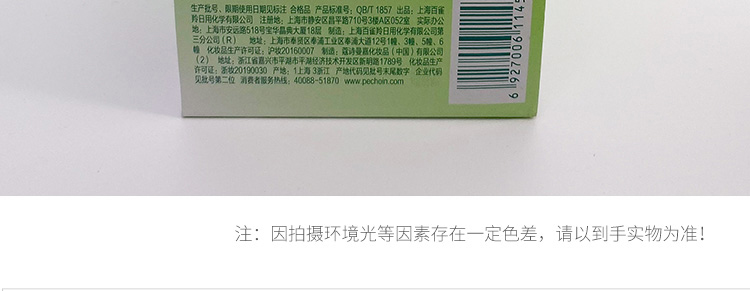 生产批号、限期使用日期见标注 合格品 产品标准号：QB/T 1857 出品：上海百雀
羚日用化学有限公司 注册地：上海市静安区昌平路710号3楼A区052室 实际办公
地：上海市安远路518号宝华晶典大厦18层 制造：上海百雀羚日用化学有限公司第
三分公司（R） 地址：上海市奉贤区奉浦工业区奉浦大道12号1幢、3幢、5幢、6
幢 化妆品生产许可证：沪妆20160007 制造：蔻诗曼嘉化妆品（中国）有限公司
（2） 地址：浙江省嘉兴市平湖市平湖经济技术开发区新明路1789号 化妆品生产
许可证：浙妆20190030 产地：1上海 3浙江 产地代码见批号末尾数字 企业代码
见批号第二位 消费者服务热线：40088-51870 www.pechoin.com
6 927006 1145
注：因拍摄环境光等因素存在一定色差，请以到手实物为准！